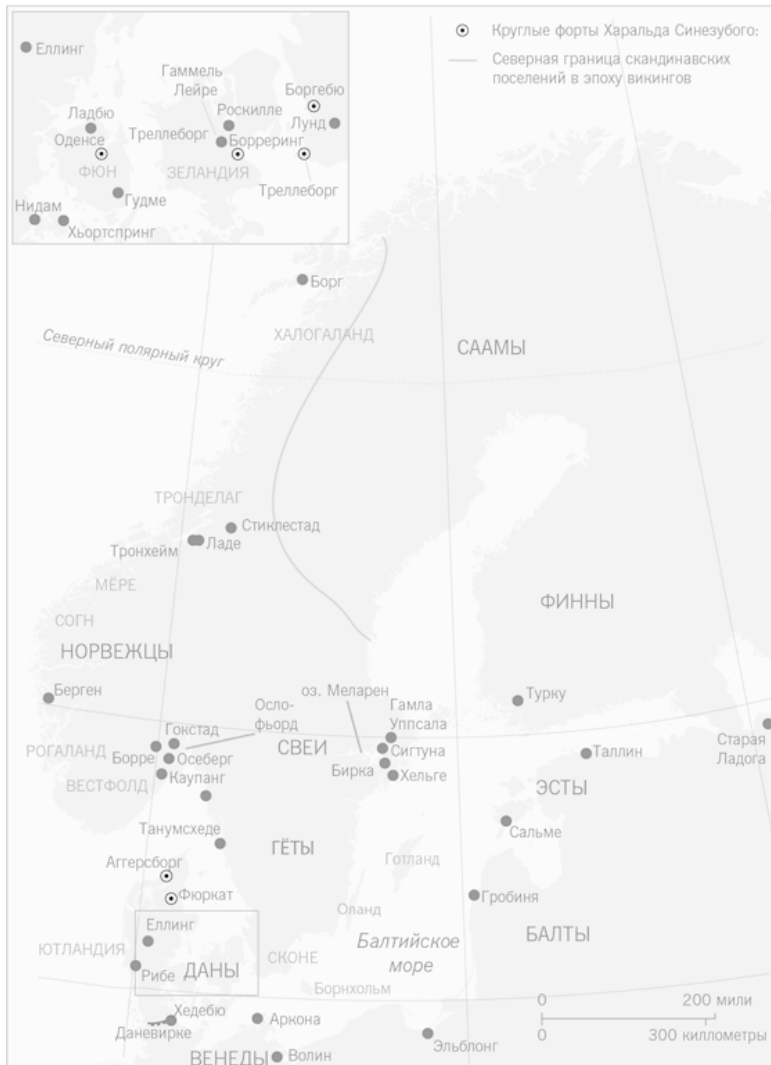 Еллинг
Гаммель
Лейре
Боргебю
Роскилле
Ладбю
Лунд
Оденсе
Треллеборг
Борреринг
ФЮН
ЗЕЛАНДИЯ
Треллеборг
Гудме
Нидам
Хьортспринг
Круглые форты Харальда Синезубого:
Северная граница скандинавских
поселений в эпоху викингов
Борг
ХАЛОГАЛАНД
СААМЫ
Северный полярный круг
ТРОНДЕЛАГ
Стиклестад
Тронхейм
Ладе
МЁРЕ
ФИННЫ
СОГН
НОРВЕЖЦЫ
Берген
оз. Меларен
Гамла
Уппсала
Турку
Осло-
фьорд
Гокстад
РОГАЛАНД
Борре
Осеберг
СВЕИ
Сигтуна
Таллин
Старая
Ладога
Каупанг
Бирка
Хельге
ВЕСТФОЛД
ЭСТЫ
Сальме
Танумсхеде
ГЁТЫ
Готланд
Аггерсборг
Фюркат
Гробиня
Оланд
Еллинг
ЮТЛАНДИЯ
Рибе
ДАНЫ
СКОНЕ
Балтийское
море
БАЛТЫ
Борнхольм
Хедебю
Даневирке
Аркона
Эльблонг
ВЕНЕДЫ
Волин
0 200 мили
0 300 киллометры